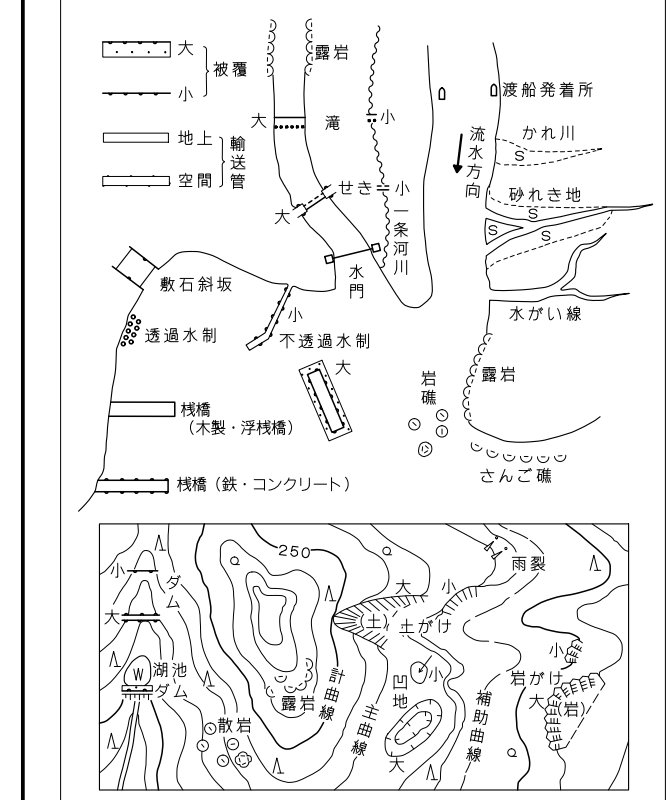 大
被覆
小
地上
輸送管
空間
露岩
大
滝
小
せき
小
大
一条河川
水門
渡船発着所
流水方向
かれ川
S
砂れき地
S
S
S
水がい線
敷石斜坂
透過水制
小
不透過水制
大
岩礁
露岩
さんご礁
桟橋
(木製・浮桟橋)
桟橋(鉄・コンクリート)
小
ダム
大
W
湖池
ダム
250
露岩
散岩
計曲線
主曲線
大
小
(土)
土がけ
雨裂
凹地
小
大
補助曲線
小
岩がけ
大
(岩)